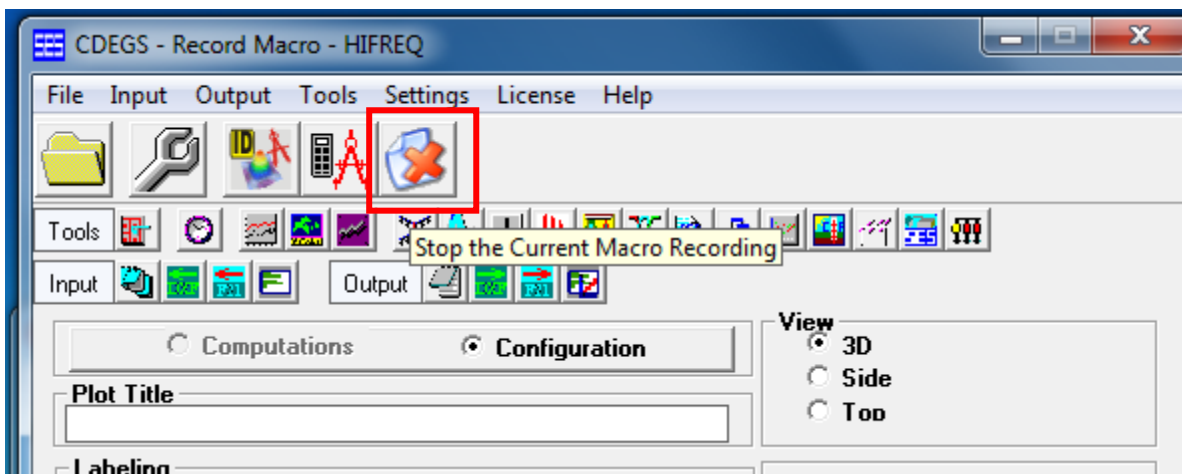 CDEGS - Record Macro - HIFREQ
File Input Output Tools Settings License Help
ID
Tools
Stop the Current Macro Recording
Input Output
Computations Configuration
View
3D
Side
Top
Plot Title
Labeling